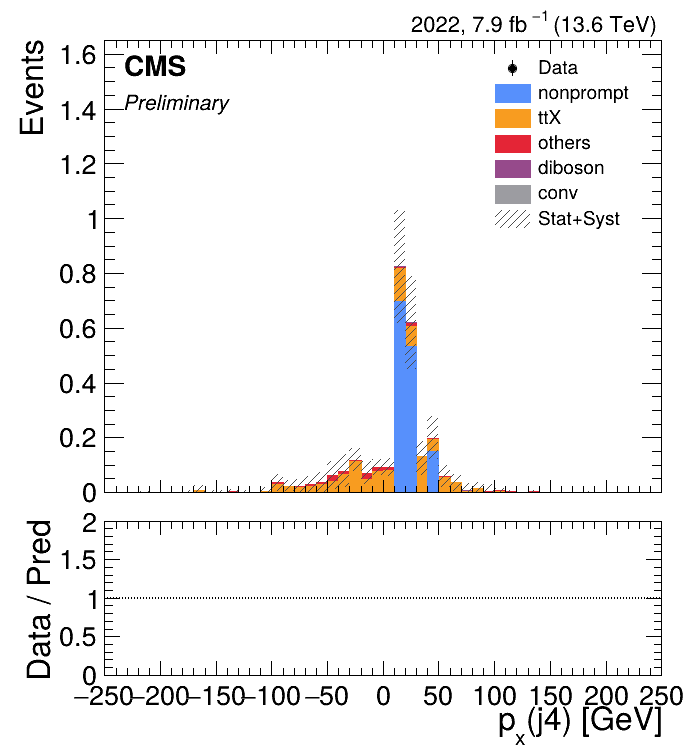 2022, 7.9 fb⁻¹ (13.6 TeV)
CMS
Preliminary
Events
1.6
1.4
1.2
1
0.8
0.6
0.4
0.2
0
Data
nonprompt
ttX
others
diboson
conv
Stat+Syst
Data / Pred
2
1.5
1
0.5
0
−250 −200 −150 −100 −50 0 50 100 150 200 250
pₓ(j4) [GeV]